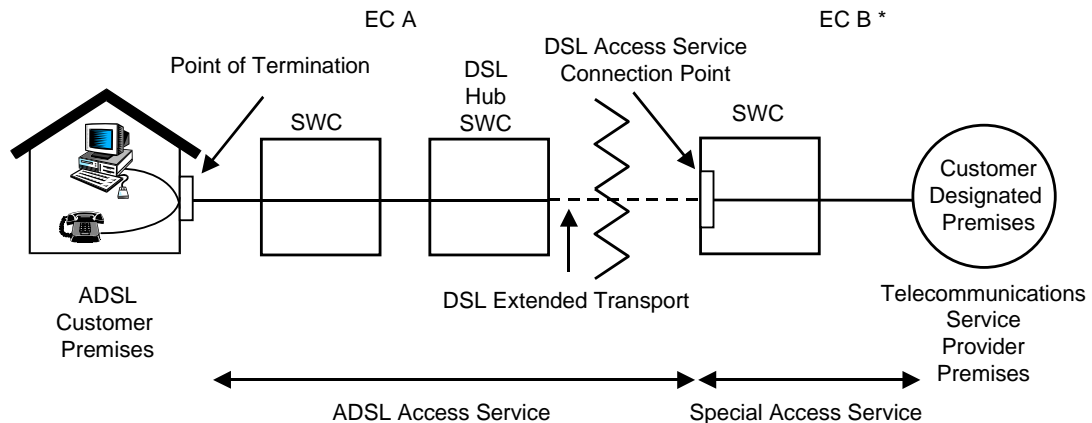 EC A
EC B *
Point of Termination
DSL
Hub
SWC
DSL Access Service
Connection Point
SWC
SWC
Customer
Designated
Premises
ADSL
Customer
Premises
DSL Extended Transport
Telecommunications
Service
Provider
Premises
ADSL Access Service
Special Access Service